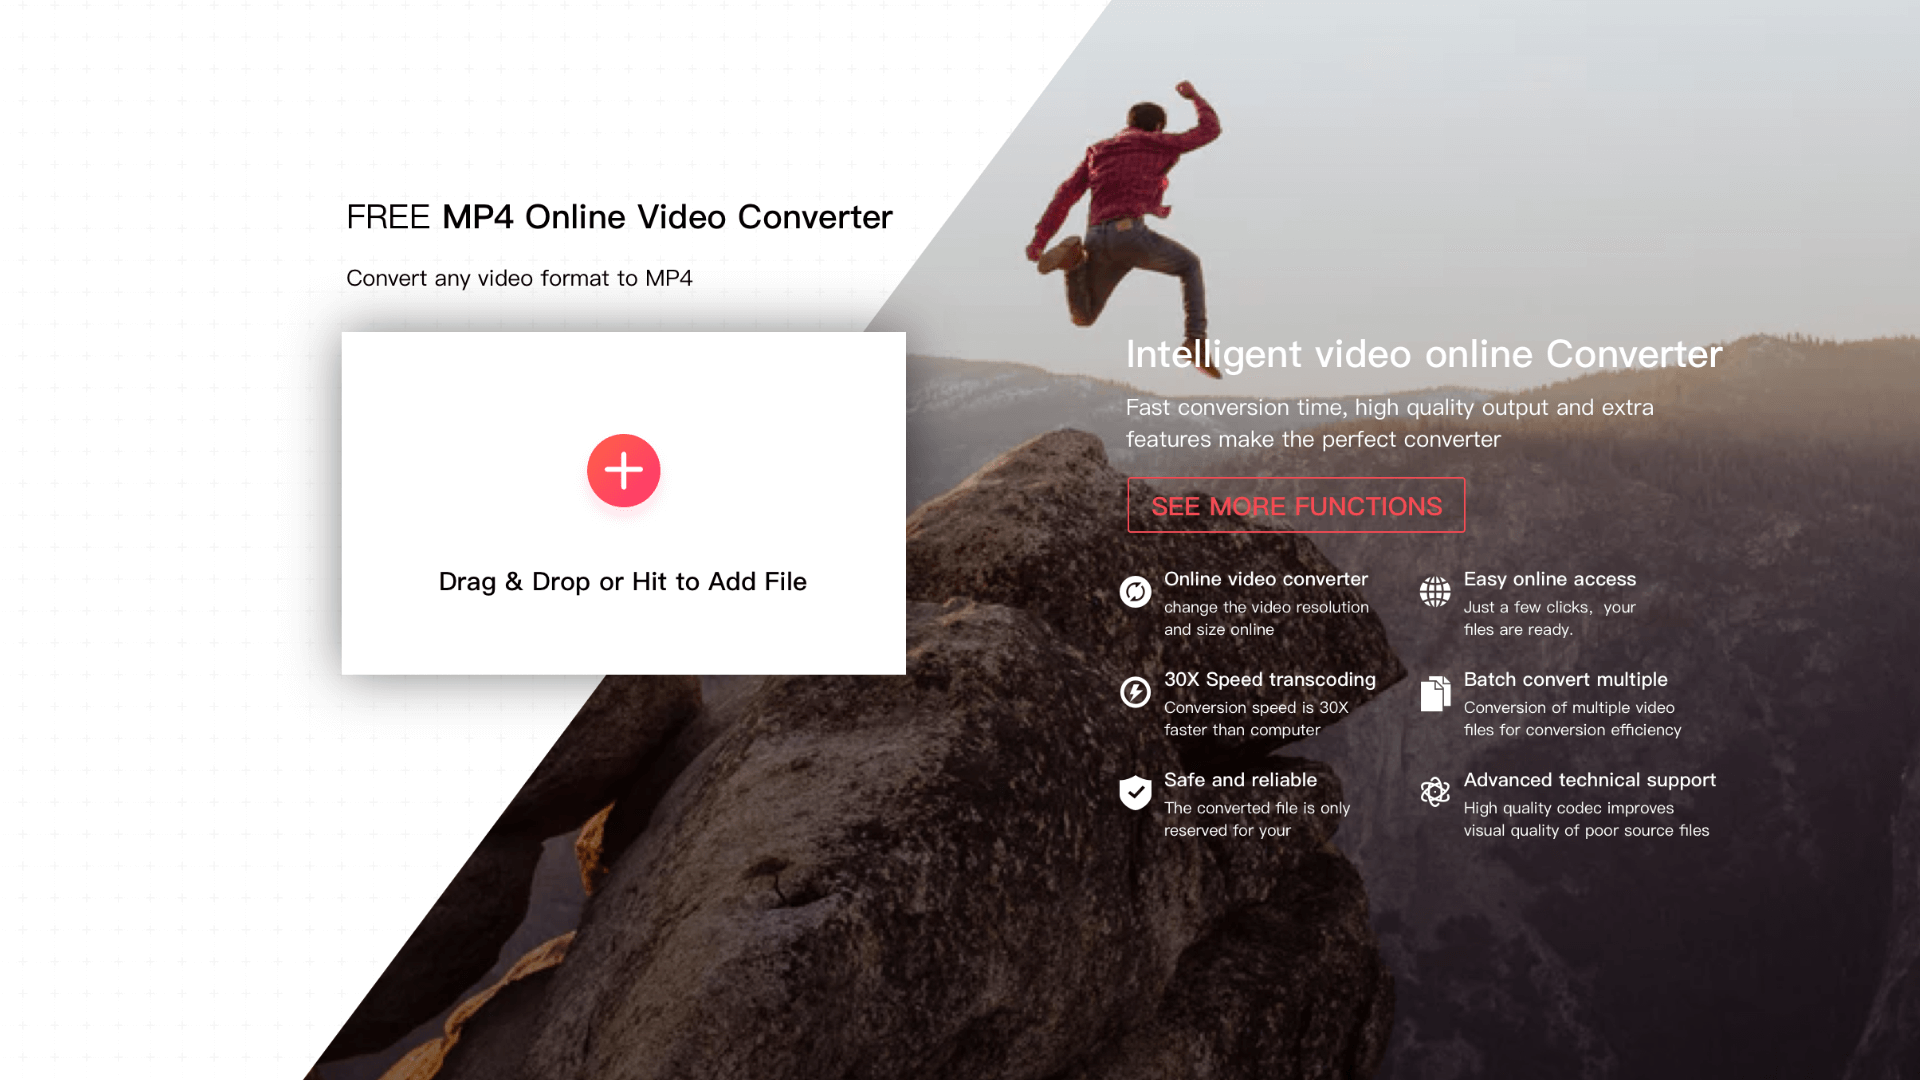 FREE MP4 Online Video Converter
Convert any video format to MP4
Drag & Drop or Hit to Add File
Intelligent video online Converter
Fast conversion time, high quality output and extra
features make the perfect converter
SEE MORE FUNCTIONS
Online video converter
change the video resolution
and size online
Easy online access
Just a few clicks, your
files are ready.
30X Speed transcoding
Conversion speed is 30X
faster than computer
Batch convert multiple
Conversion of multiple video
files for conversion efficiency
Safe and reliable
The converted file is only
reserved for your
Advanced technical support
High quality codec improves
visual quality of poor source files